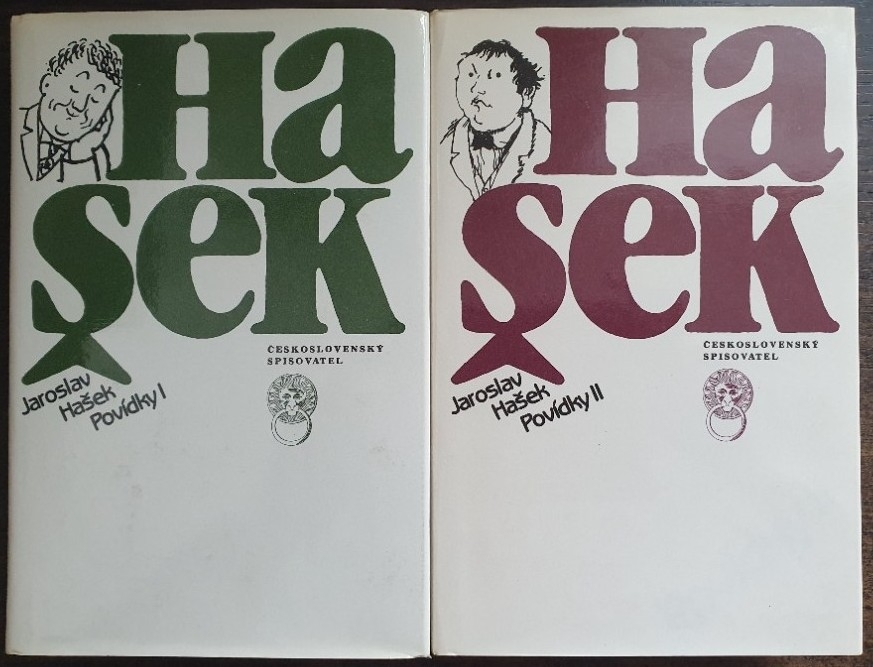 Ha
šek
ČESKOSLOVENSKÝ
SPISOVATEL
Jaroslav
Hašek
Povídky I
Ha
šek
ČESKOSLOVENSKÝ
SPISOVATEL
Jaroslav
Hašek
Povídky II